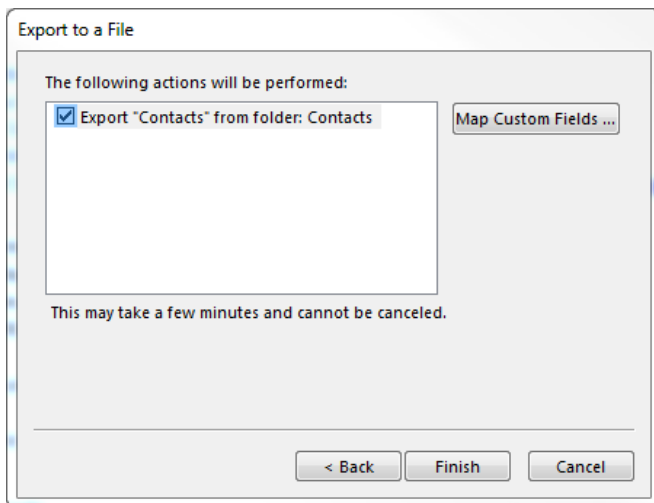 Export to a File
The following actions will be performed:
Export "Contacts" from folder: Contacts
Map Custom Fields ...
This may take a few minutes and cannot be canceled.
< Back
Finish
Cancel